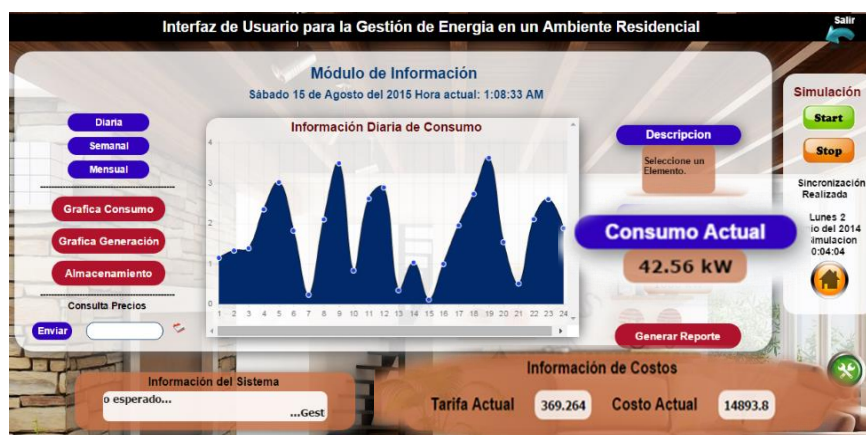 Interfaz de Usuario para la Gestión de Energia en un Ambiente Residencial
Salir
Módulo de Información
Sábado 15 de Agosto del 2015 Hora actual: 1:08:33 AM
Diaria
Semanal
Mensual
Grafica Consumo
Grafica Generación
Almacenamiento
Consulta Precios
Enviar
Información Diaria de Consumo
4
3
2
1
0
1 2 3 4 5 6 7 8 9 10 11 12 13 14 15 16 17 18 19 20 21 22 23 24
Descripcion
Seleccione un
Elemento.
Consumo Actual
42.56 kW
Generar Reporte
Simulación
Start
Stop
Sincronización
Realizada
Lunes 2
io del 2014
imulacion
0:04:04
Información del Sistema
o esperado...
...Gest
Información de Costos
Tarifa Actual
369.264
Costo Actual
14893.8